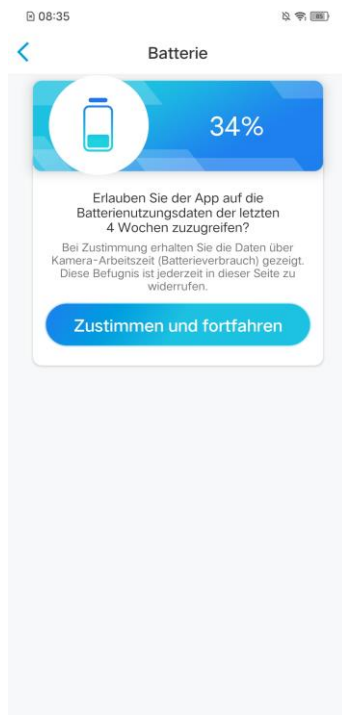 08:35
85
Batterie
34%
Erlauben Sie der App auf die
Batterienutzungsdaten der letzten
4 Wochen zuzugreifen?
Bei Zustimmung erhalten Sie die Daten über
Kamera-Arbeitszeit (Batterieverbrauch) gezeigt.
Diese Befugnis ist jederzeit in dieser Seite zu
widerrufen.
Zustimmen und fortfahren